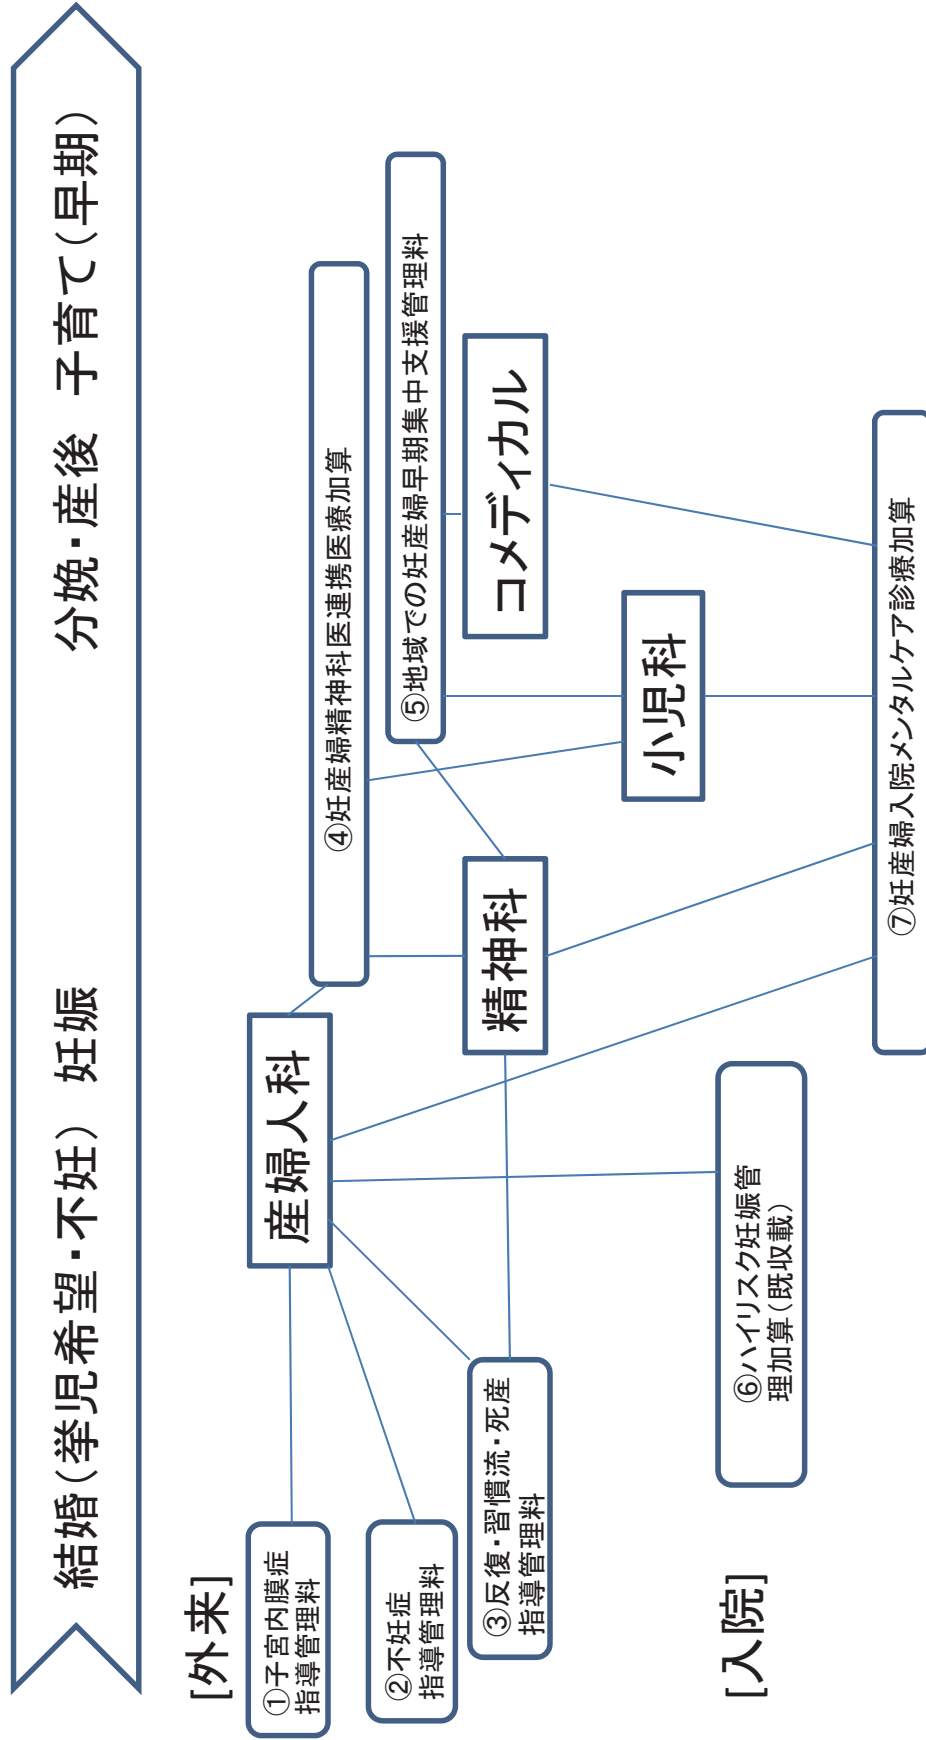 結婚(挙児希望・不妊) 妊娠 分娩・産後 子育て(早期)
[外来]
①子宮内膜症
指導管理料
産婦人科
④妊産婦精神科医連携医療加算
②不妊症
指導管理料
⑤地域での妊産婦早期集中支援管理料
③反復・習慣流・死産
指導管理料
精神科
コメディカル
小児科
[入院]
⑥ハイリスク妊娠管
理加算(既収載)
⑦妊産婦入院メンタルケア診療加算